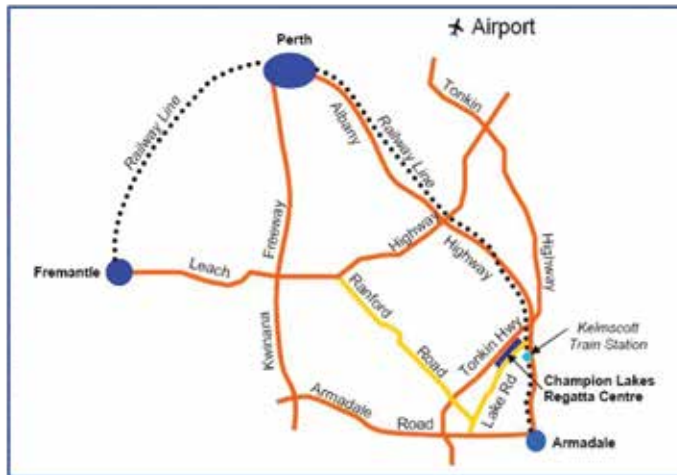 Perth
Airport
Tonkin
Albany
Railway Line
Railway Line
Freeway
Highway
Highway
Highway
Leach
Fremantle
Ranford
Road
Kwinana
Tonkin Hwy
Kelmscott
Train Station
Champion Lakes
Regatta Centre
Lake Rd
Armadale
Road
Armadale